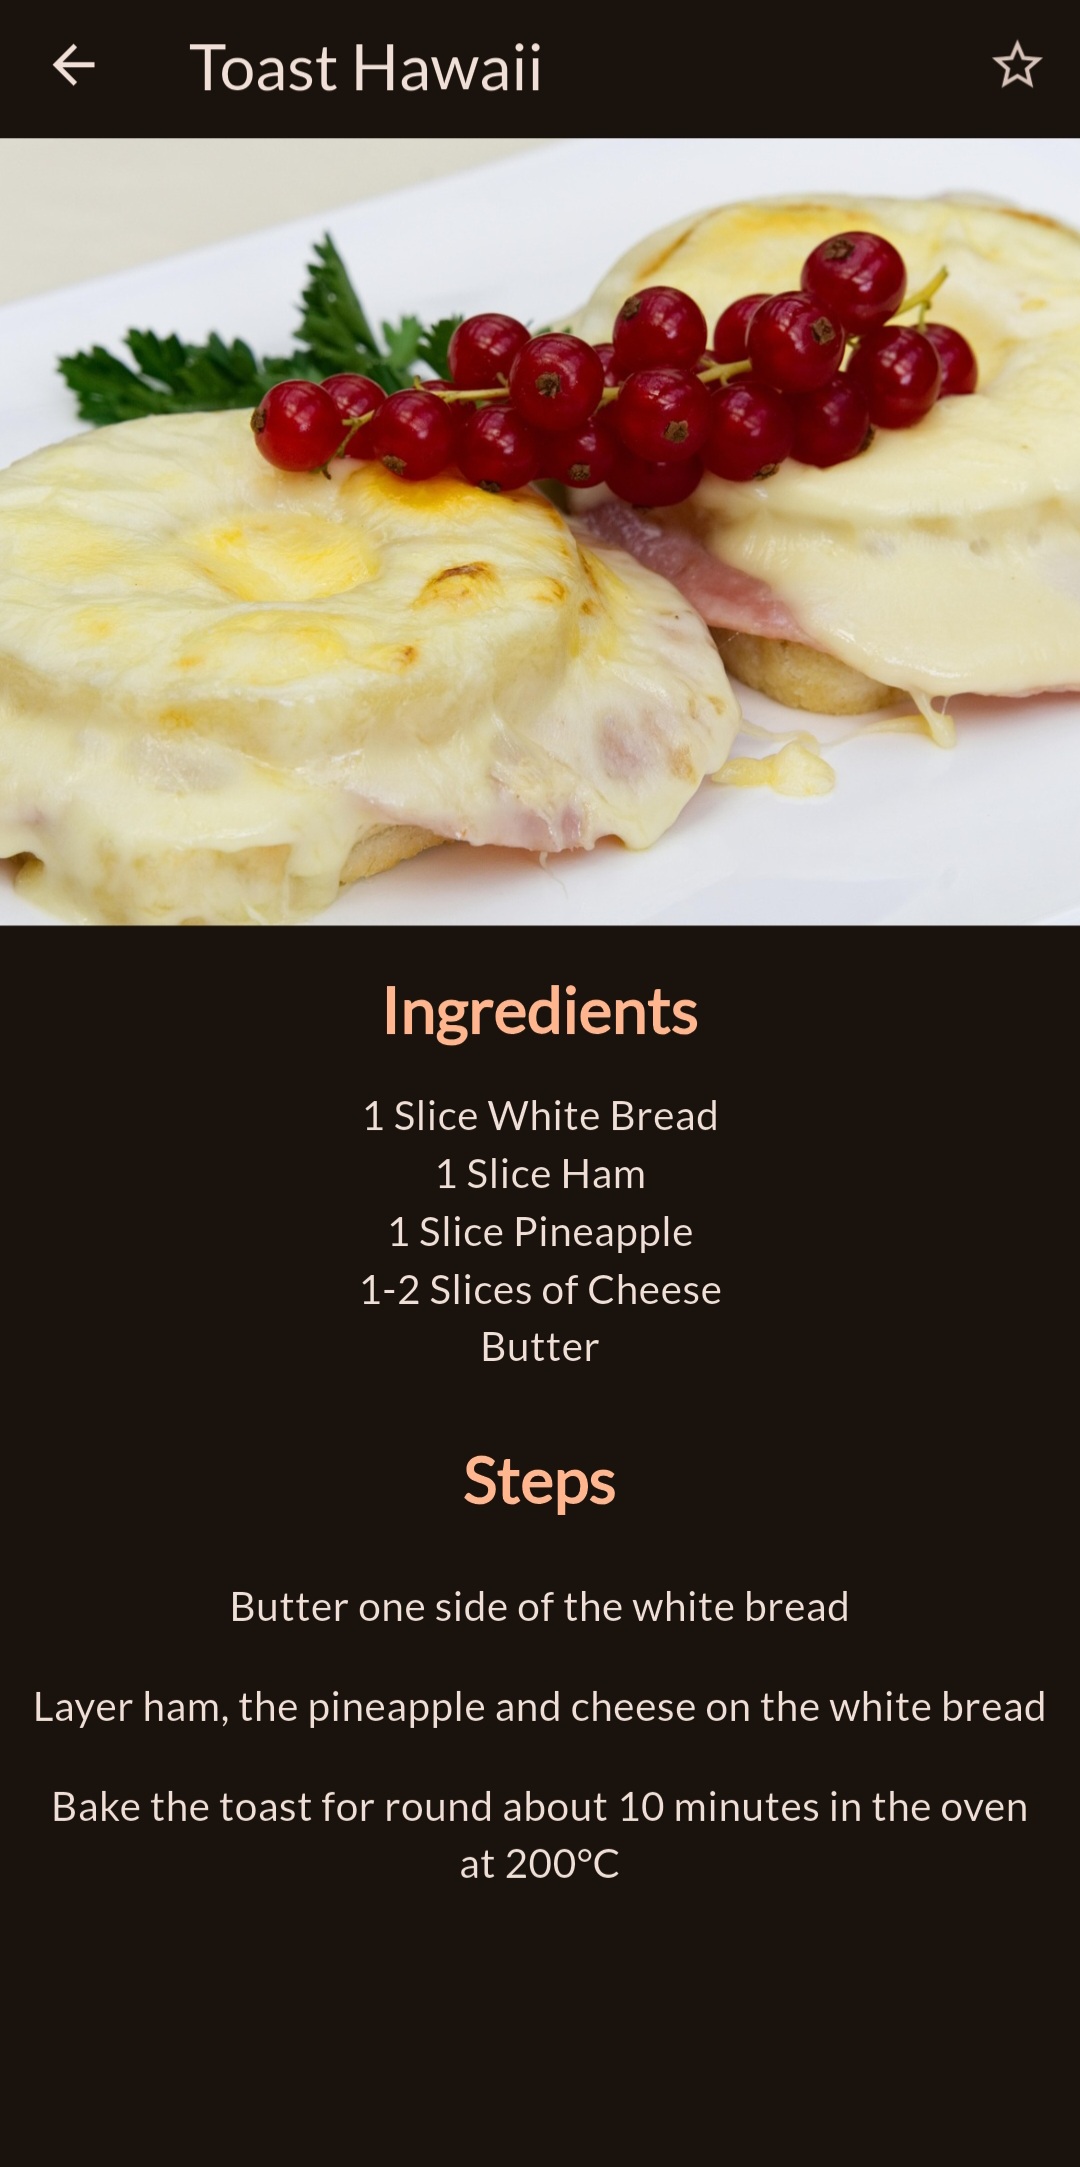 Toast Hawaii
Ingredients
1 Slice White Bread
1 Slice Ham
1 Slice Pineapple
1-2 Slices of Cheese
Butter
Steps
Butter one side of the white bread
Layer ham, the pineapple and cheese on the white bread
Bake the toast for round about 10 minutes in the oven
at 200°C